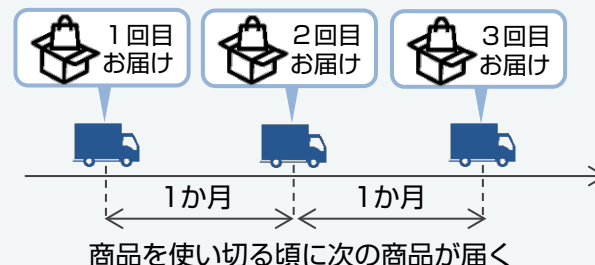 1回目
お届け
2回目
お届け
3回目
お届け
1か月
1か月
商品を使い切る頃に次の商品が届く